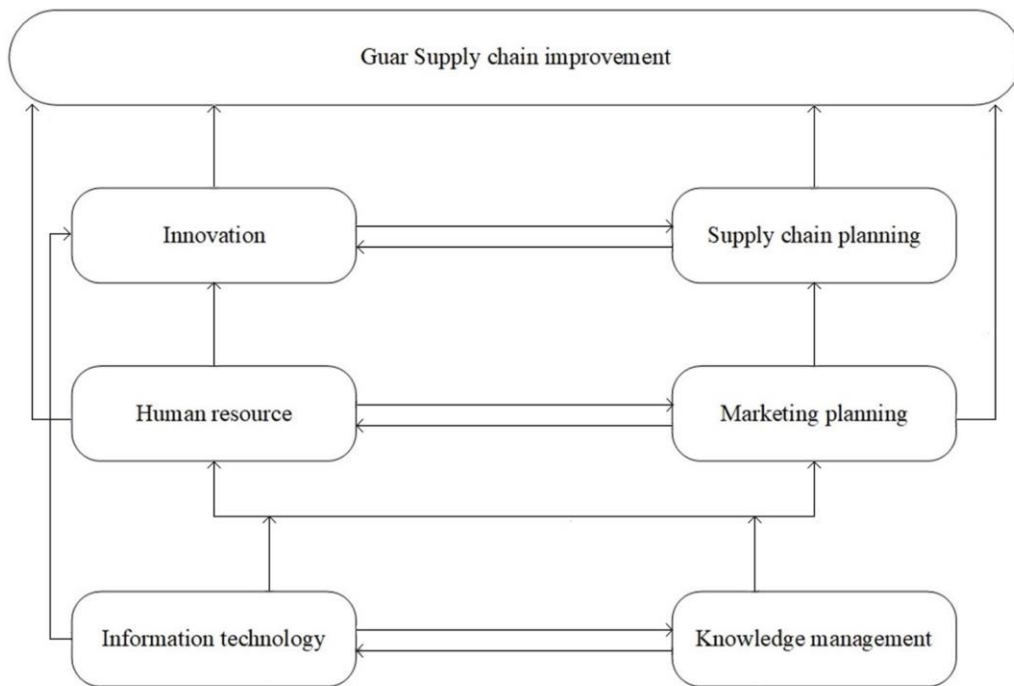 Guar Supply chain improvement
Innovation
Supply chain planning
Human resource
Marketing planning
Information technology
Knowledge management